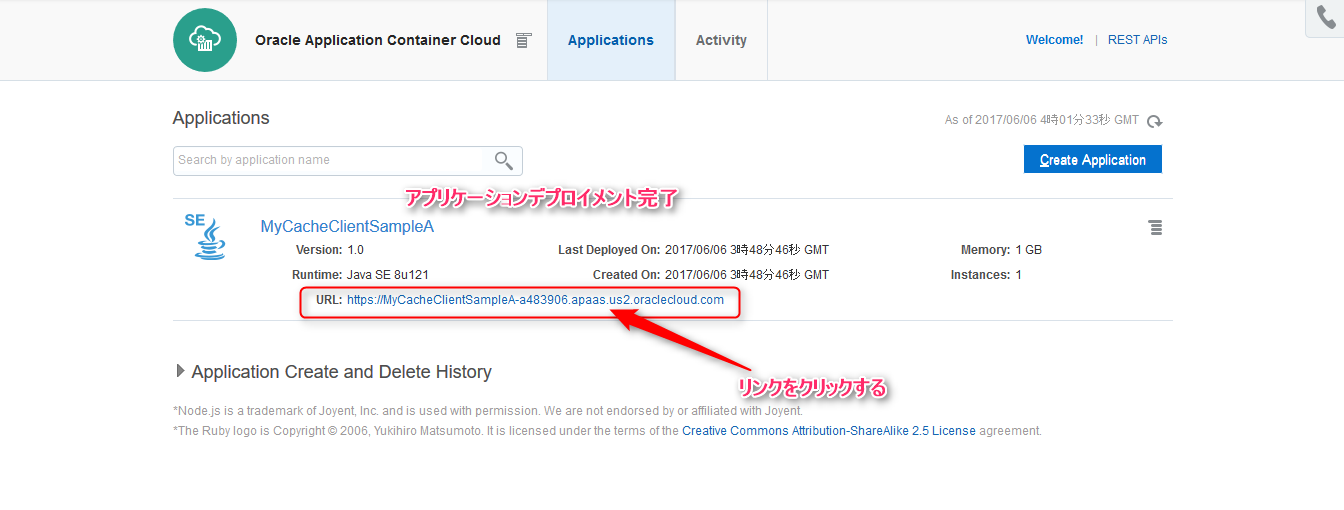 Oracle Application Container Cloud
Applications
Activity
Welcome! | REST APIs
Applications
As of 2017/06/06 4時01分33秒 GMT
Search by application name
Create Application
アプリケーションデプロイメント完了
SE
MyCacheClientSampleA
Version: 1.0
Last Deployed On: 2017/06/06 3時48分46秒 GMT
Memory: 1 GB
Runtime: Java SE 8u121
Created On: 2017/06/06 3時48分46秒 GMT
Instances: 1
URL: https://MyCacheClientSampleA-a483906.apaas.us2.oraclecloud.com
リンクをクリックする
Application Create and Delete History
*Node.js is a trademark of Joyent, Inc. and is used with permission. We are not endorsed by or affiliated with Joyent.
*The Ruby logo is Copyright © 2006, Yukihiro Matsumoto. It is licensed under the terms of the Creative Commons Attribution-ShareAlike 2.5 License agreement.